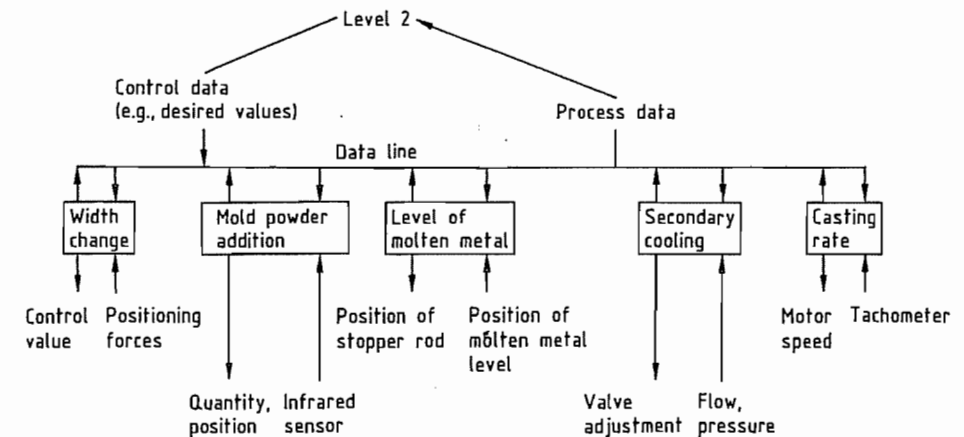 Level 2
Control data
(e.g., desired values)
Process data
Data line
Width
change
Mold powder
addition
Level of
molten metal
Secondary
cooling
Casting
rate
Control
value
Positioning
forces
Position of
stopper rod
Position of
molten metal
level
Motor
speed
Tachometer
Quantity,
position
Infrared
sensor
Valve
adjustment
Flow,
pressure